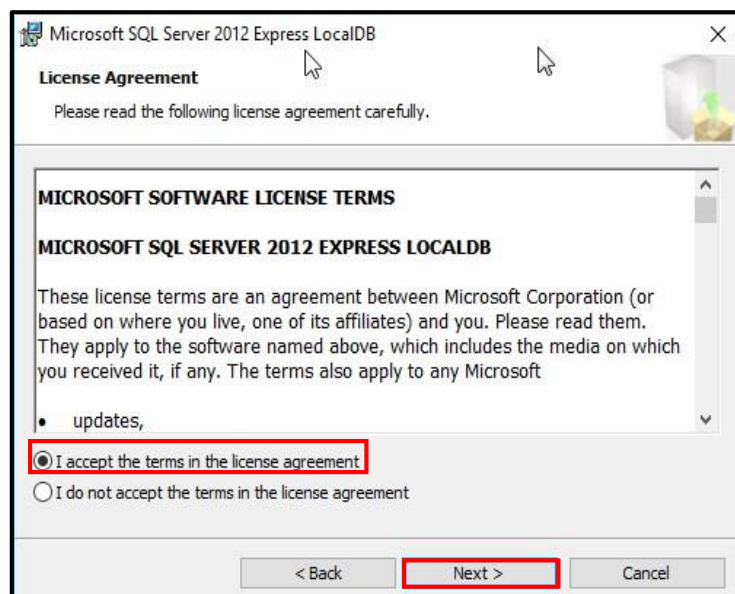 Microsoft SQL Server 2012 Express LocalDB
License Agreement
Please read the following license agreement carefully.
MICROSOFT SOFTWARE LICENSE TERMS
MICROSOFT SQL SERVER 2012 EXPRESS LOCALDB
These license terms are an agreement between Microsoft Corporation (or
based on where you live, one of its affiliates) and you. Please read them.
They apply to the software named above, which includes the media on which
you received it, if any. The terms also apply to any Microsoft
• updates,
I accept the terms in the license agreement
I do not accept the terms in the license agreement
< Back Next > Cancel